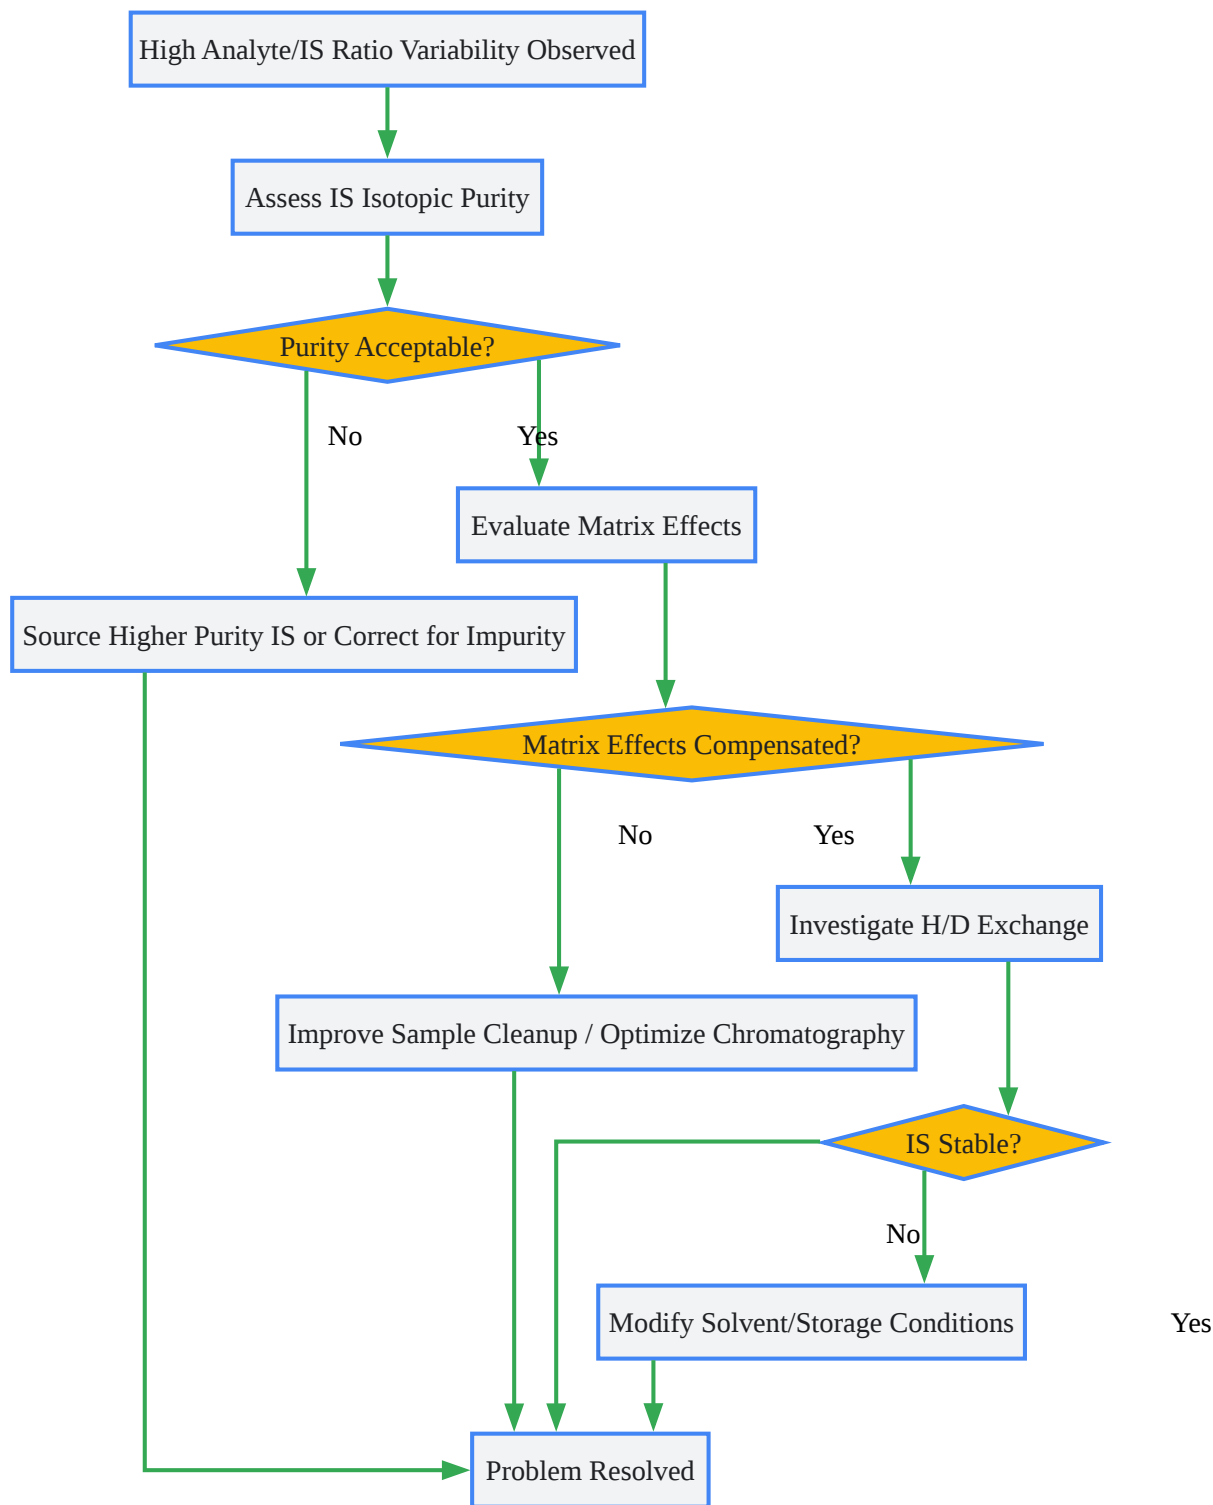 High Analyte/IS Ratio Variability Observed
Assess IS Isotopic Purity
Purity Acceptable?
No
Yes
Evaluate Matrix Effects
Source Higher Purity IS or Correct for Impurity
Matrix Effects Compensated?
No
Yes
Investigate H/D Exchange
Improve Sample Cleanup / Optimize Chromatography
IS Stable?
No
Modify Solvent/Storage Conditions
Yes
Problem Resolved